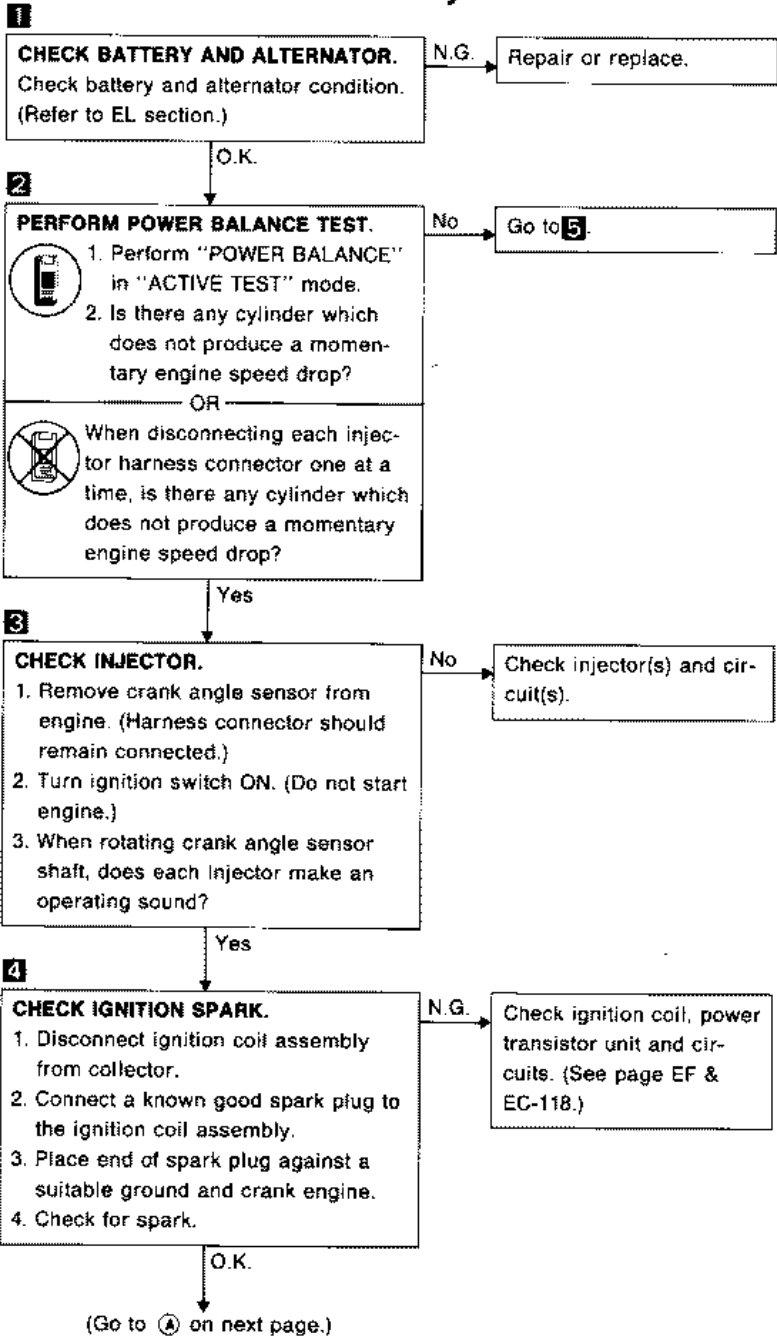 1
CHECK BATTERY AND ALTERNATOR.
Check battery and alternator condition.
(Refer to EL section.)
N.G.
Repair or replace.
O.K.
2
PERFORM POWER BALANCE TEST.
1. Perform “POWER BALANCE”
in “ACTIVE TEST” mode.
2. Is there any cylinder which
does not produce a momen-
tary engine speed drop?
No
Go to 5.
OR
When disconnecting each injec-
tor harness connector one at a
time, is there any cylinder which
does not produce a momentary
engine speed drop?
Yes
3
CHECK INJECTOR.
1. Remove crank angle sensor from
engine. (Harness connector should
remain connected.)
2. Turn ignition switch ON. (Do not start
engine.)
3. When rotating crank angle sensor
shaft, does each injector make an
operating sound?
No
Check injector(s) and cir-
cuit(s).
Yes
4
CHECK IGNITION SPARK.
1. Disconnect ignition coil assembly
from collector.
2. Connect a known good spark plug to
the ignition coil assembly.
3. Place end of spark plug against a
suitable ground and crank engine.
4. Check for spark.
N.G.
Check ignition coil, power
transistor unit and cir-
cuits. (See page EF &
EC-118.)
O.K.
(Go to Ⓐ on next page.)